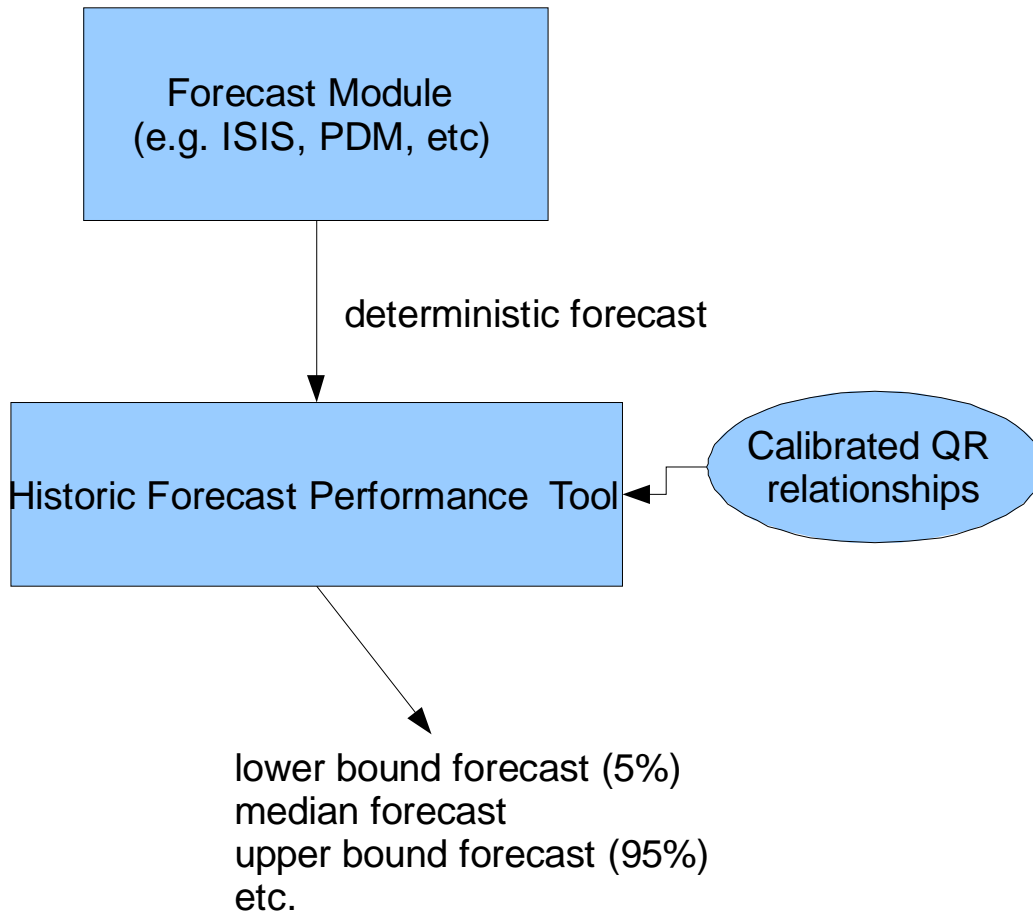 Forecast Module
(e.g. ISIS, PDM, etc)
deterministic forecast
Historic Forecast Performance Tool
Calibrated QR
relationships
lower bound forecast (5%)
median forecast
upper bound forecast (95%)
etc.